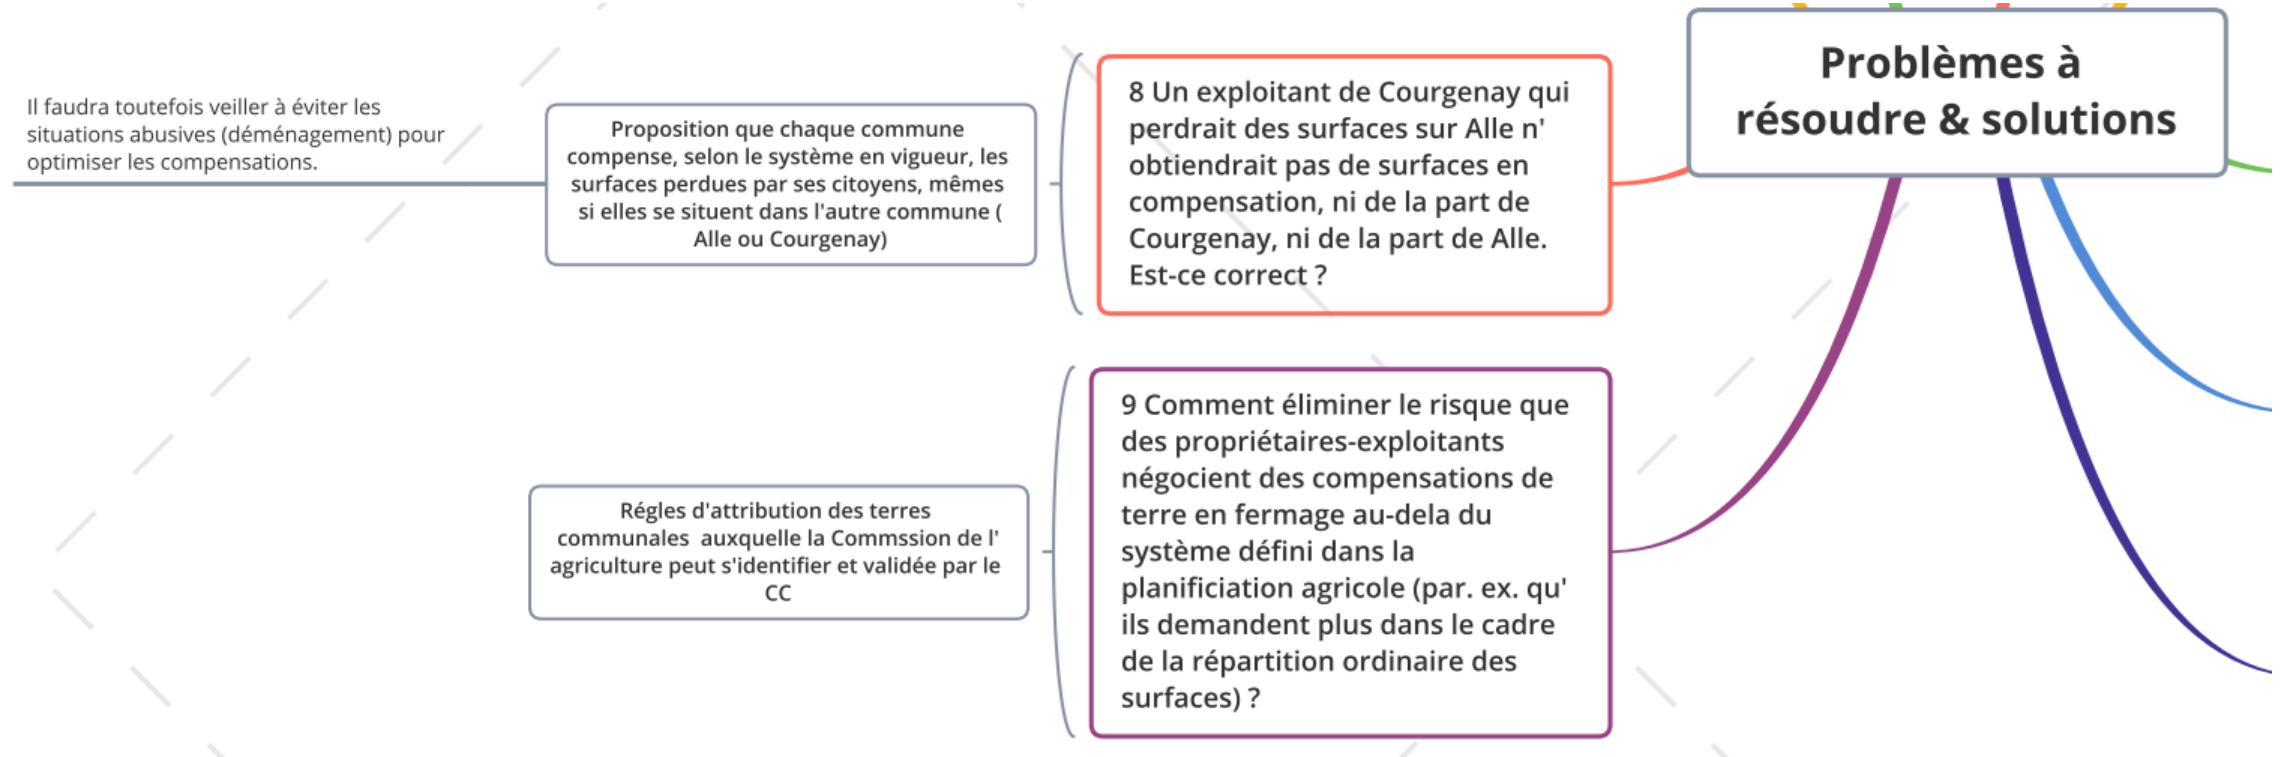 Problèmes à
résoudre & solutions
8 Un exploitant de Courgenay qui
perdrait des surfaces sur Alle n'
obtiendrait pas de surfaces en
compensation, ni de la part de
Courgenay, ni de la part de Alle.
Est-ce correct ?
Proposition que chaque commune
compense, selon le système en vigueur, les
surfaces perdues par ses citoyens, mêmes
si elles se situent dans l'autre commune (
Alle ou Courgenay)
Il faudra toutefois veiller à éviter les
situations abusives (déménagement) pour
optimiser les compensations.
9 Comment éliminer le risque que
des propriétaires-exploitants
négocient des compensations de
terre en fermage au-dela du
système défini dans la
planificiation agricole (par. ex. qu'
ils demandent plus dans le cadre
de la répartition ordinaire des
surfaces) ?
Régles d'attribution des terres
communales  auxquelle la Commssion de l'
agriculture peut s'identifier et validée par le
CC